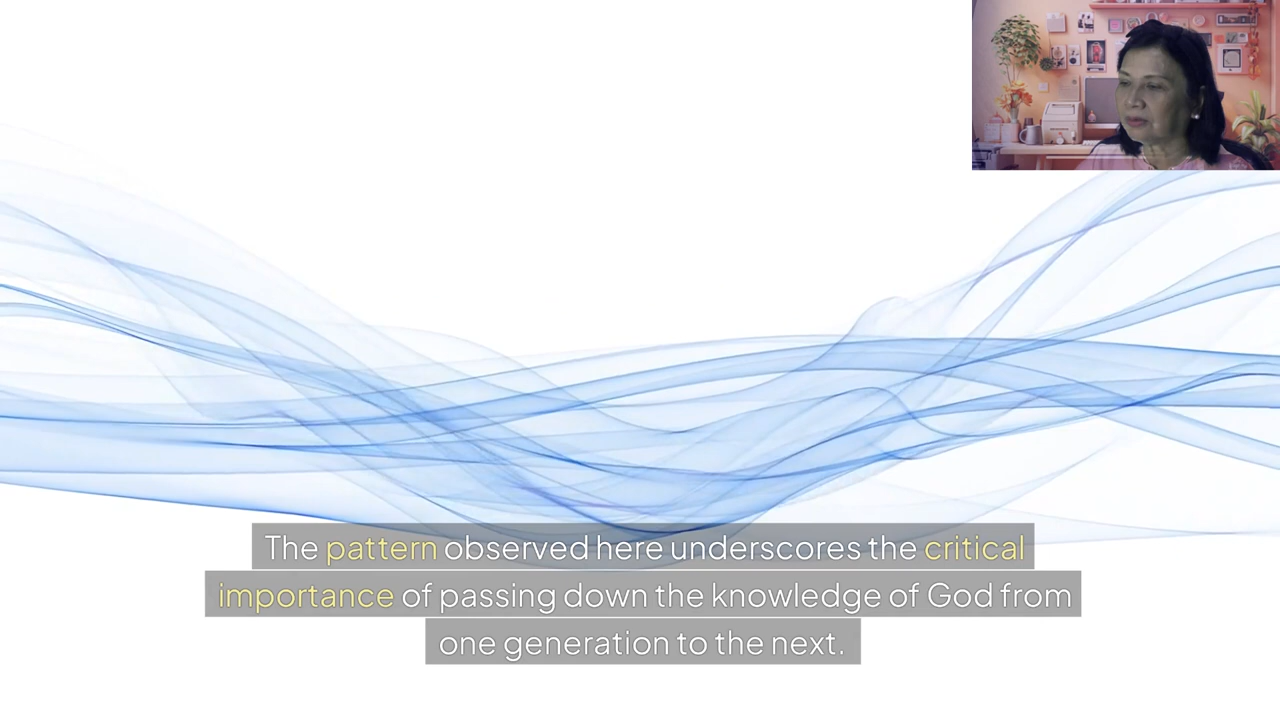 The pattern observed here underscores the critical
importance of passing down the knowledge of God from
one generation to the next.